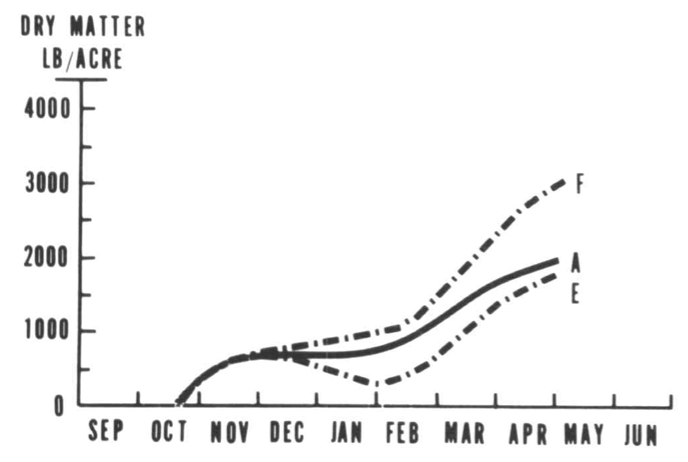 DRY MATTER
LB/ACRE
4000
3000
2000
1000
0
F
A
E
SEP OCT NOV DEC JAN FEB MAR APR MAY JUN